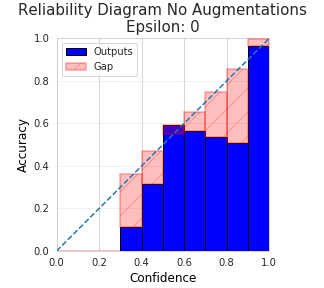 Reliability Diagram No Augmentations
Epsilon: 0
1.0
Outputs
Gap
0.8
0.6
Accuracy
0.4
0.2
0.0
0.0 0.2 0.4 0.6 0.8 1.0
Confidence